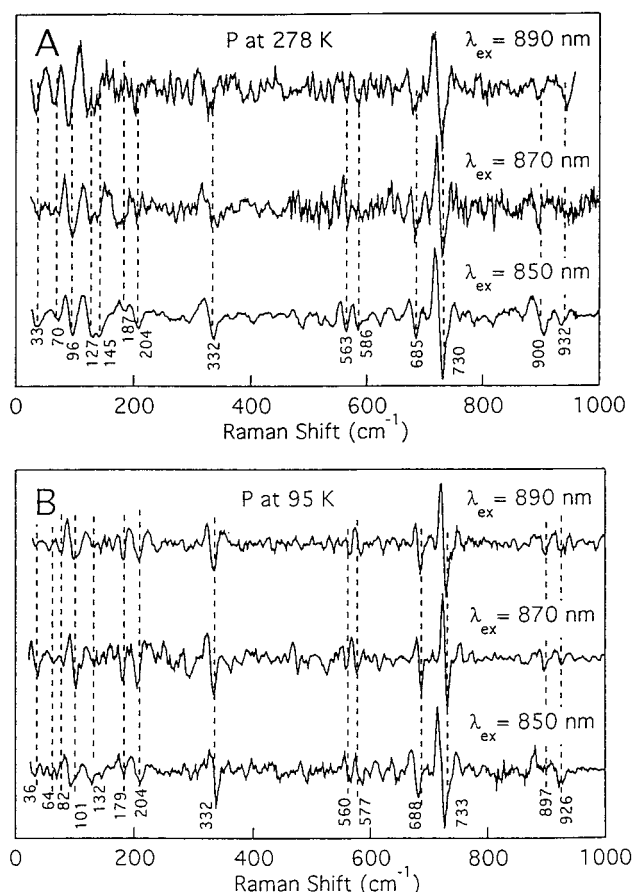 A
P at 278 K
λex = 890 nm
λex = 870 nm
λex = 850 nm
33
70
96
127
145
187
204
332
563
586
685
730
900
932
0 200 400 600 800 1000
Raman Shift (cm-1)
B
P at 95 K
λex = 890 nm
λex = 870 nm
λex = 850 nm
36
64
82
101
132
179
204
332
560
577
688
733
897
926
0 200 400 600 800 1000
Raman Shift (cm-1)